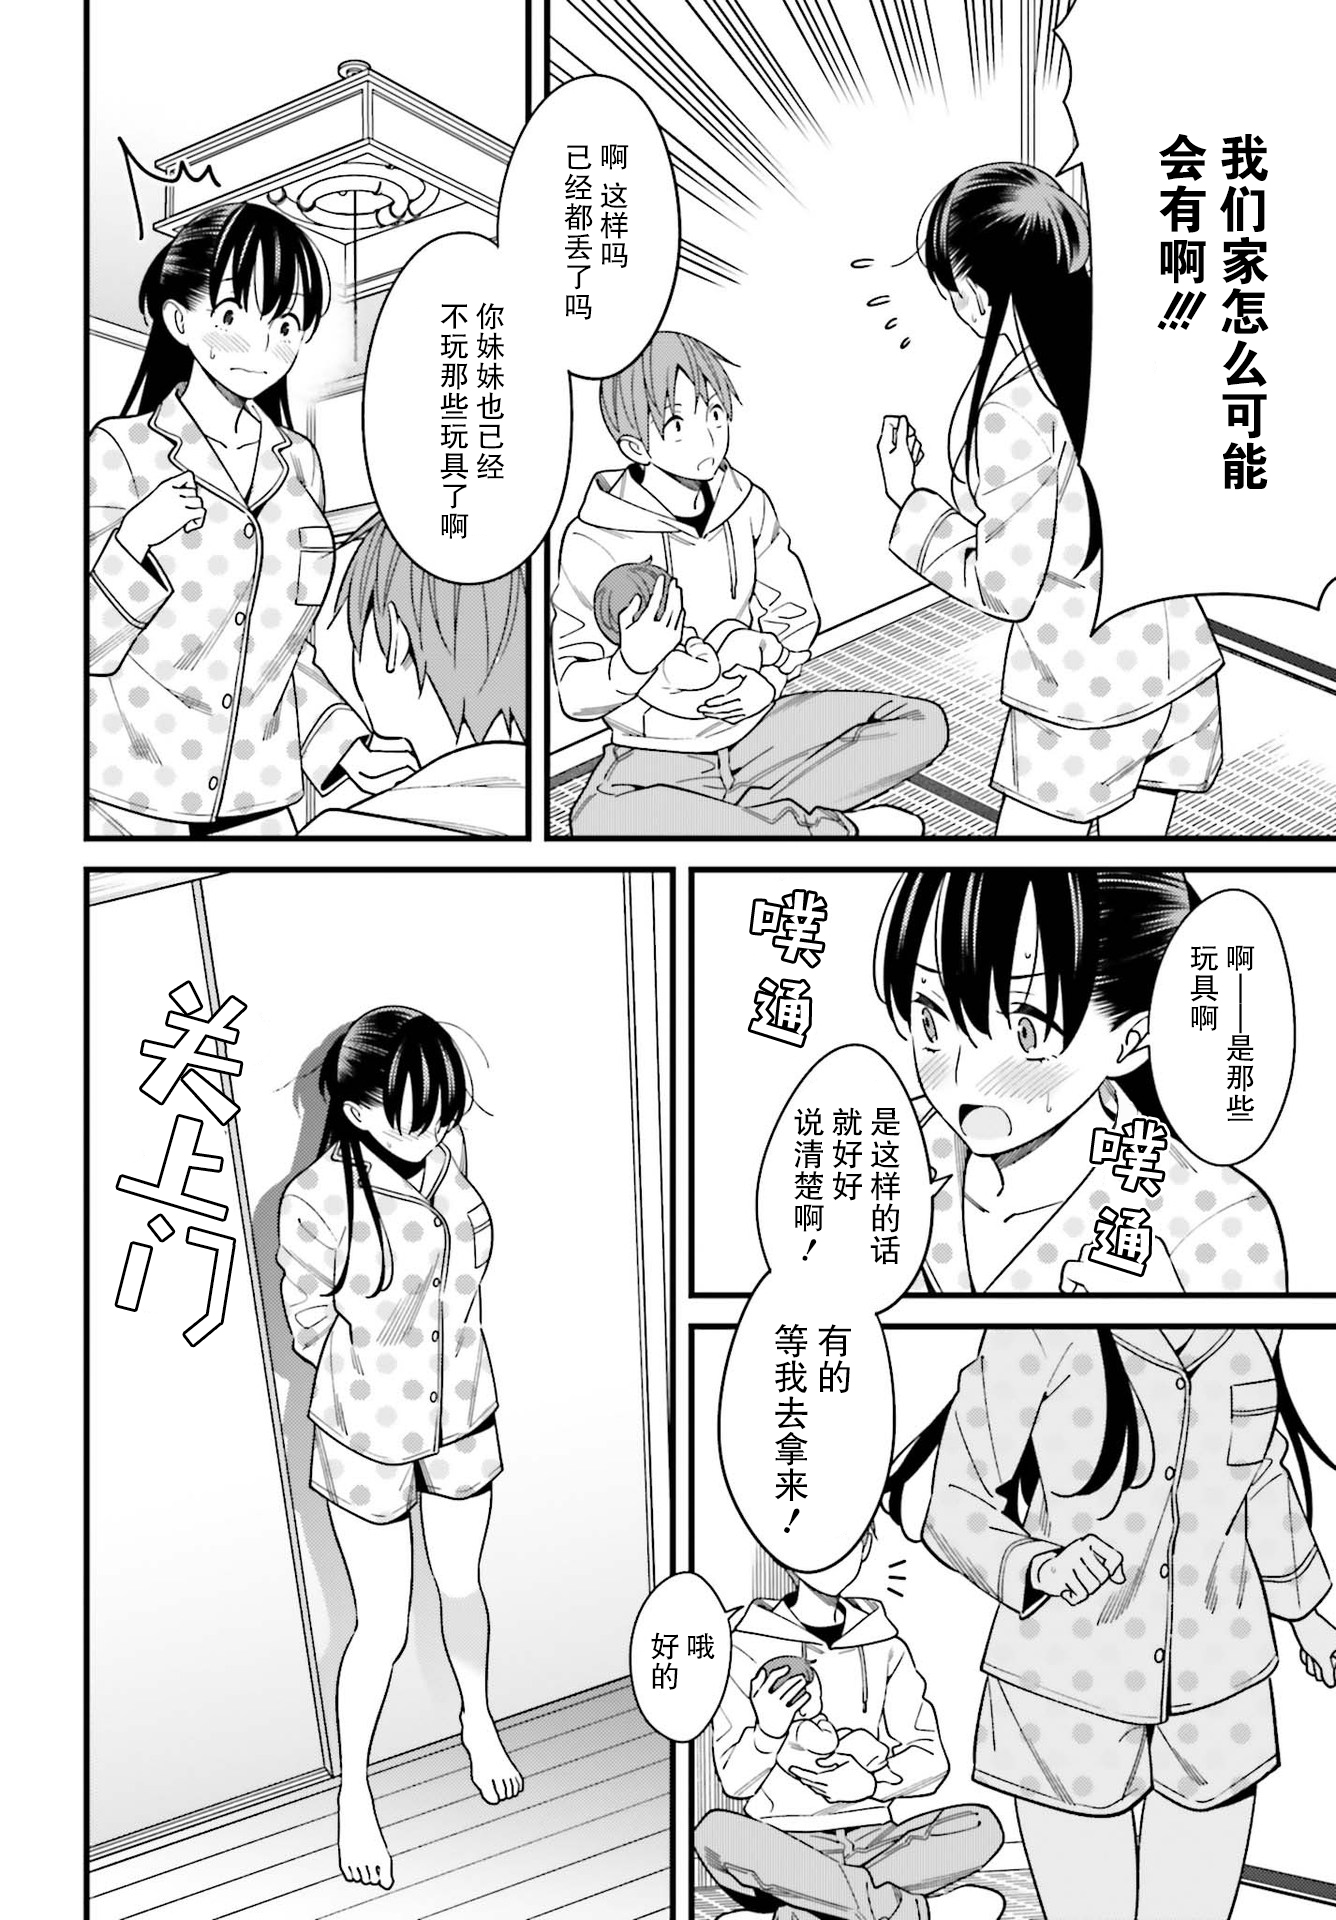 我们家怎么可能
会有啊!!!
啊 这样吗
已经都丢了吗
你妹妹也已经
不玩那些玩具了啊
啊——是那些
玩具啊
噗通
噗通
是这样的话
就好好
说清楚啊!
有的
等我去拿来!
哦
好的
关上门